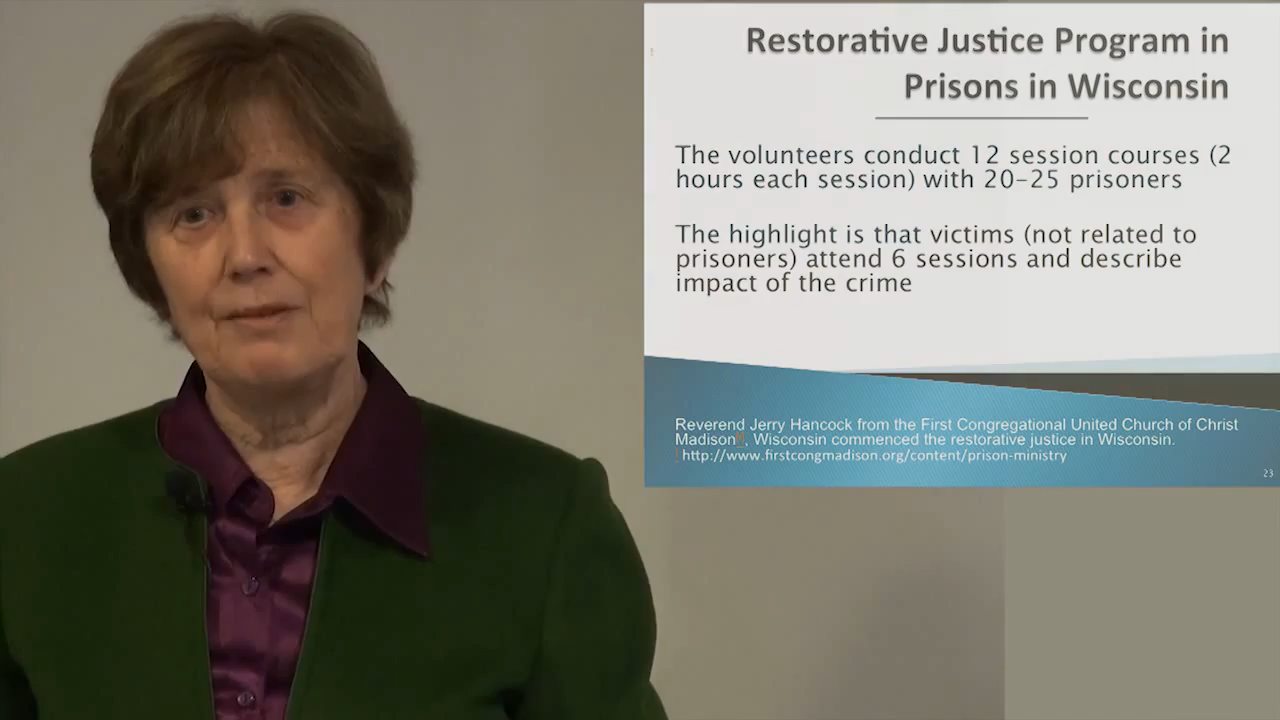 Restorative Justice Program in
Prisons in Wisconsin
The volunteers conduct 12 session courses (2
hours each session) with 20-25 prisoners
The highlight is that victims (not related to
prisoners) attend 6 sessions and describe
impact of the crime
Reverend Jerry Hancock from the First Congregational United Church of Christ
Madison, Wisconsin commenced the restorative justice in Wisconsin.
http://www.firstcongmadison.org/content/prison-ministry
23